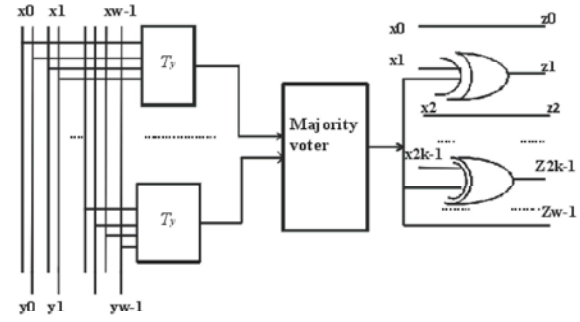 x0 x1 xw-1
Ty
Majority
voter
Ty
y0 y1 yw-1
x0 z0
x1 z1
x2 z2
x2k-1 Z2k-1
Zw-1